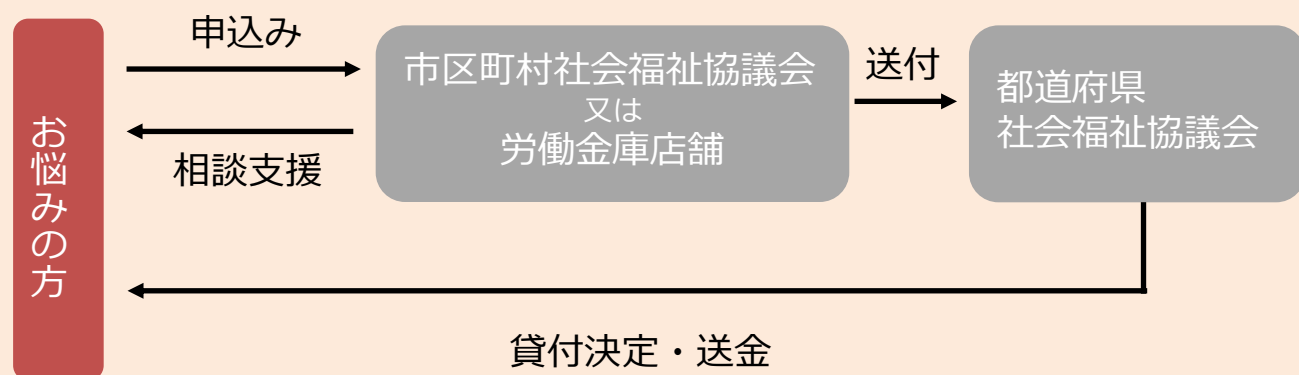 お悩みの方
申込み
相談支援
市区町村社会福祉協議会
又は
労働金庫店舗
送付
都道府県
社会福祉協議会
貸付決定・送金